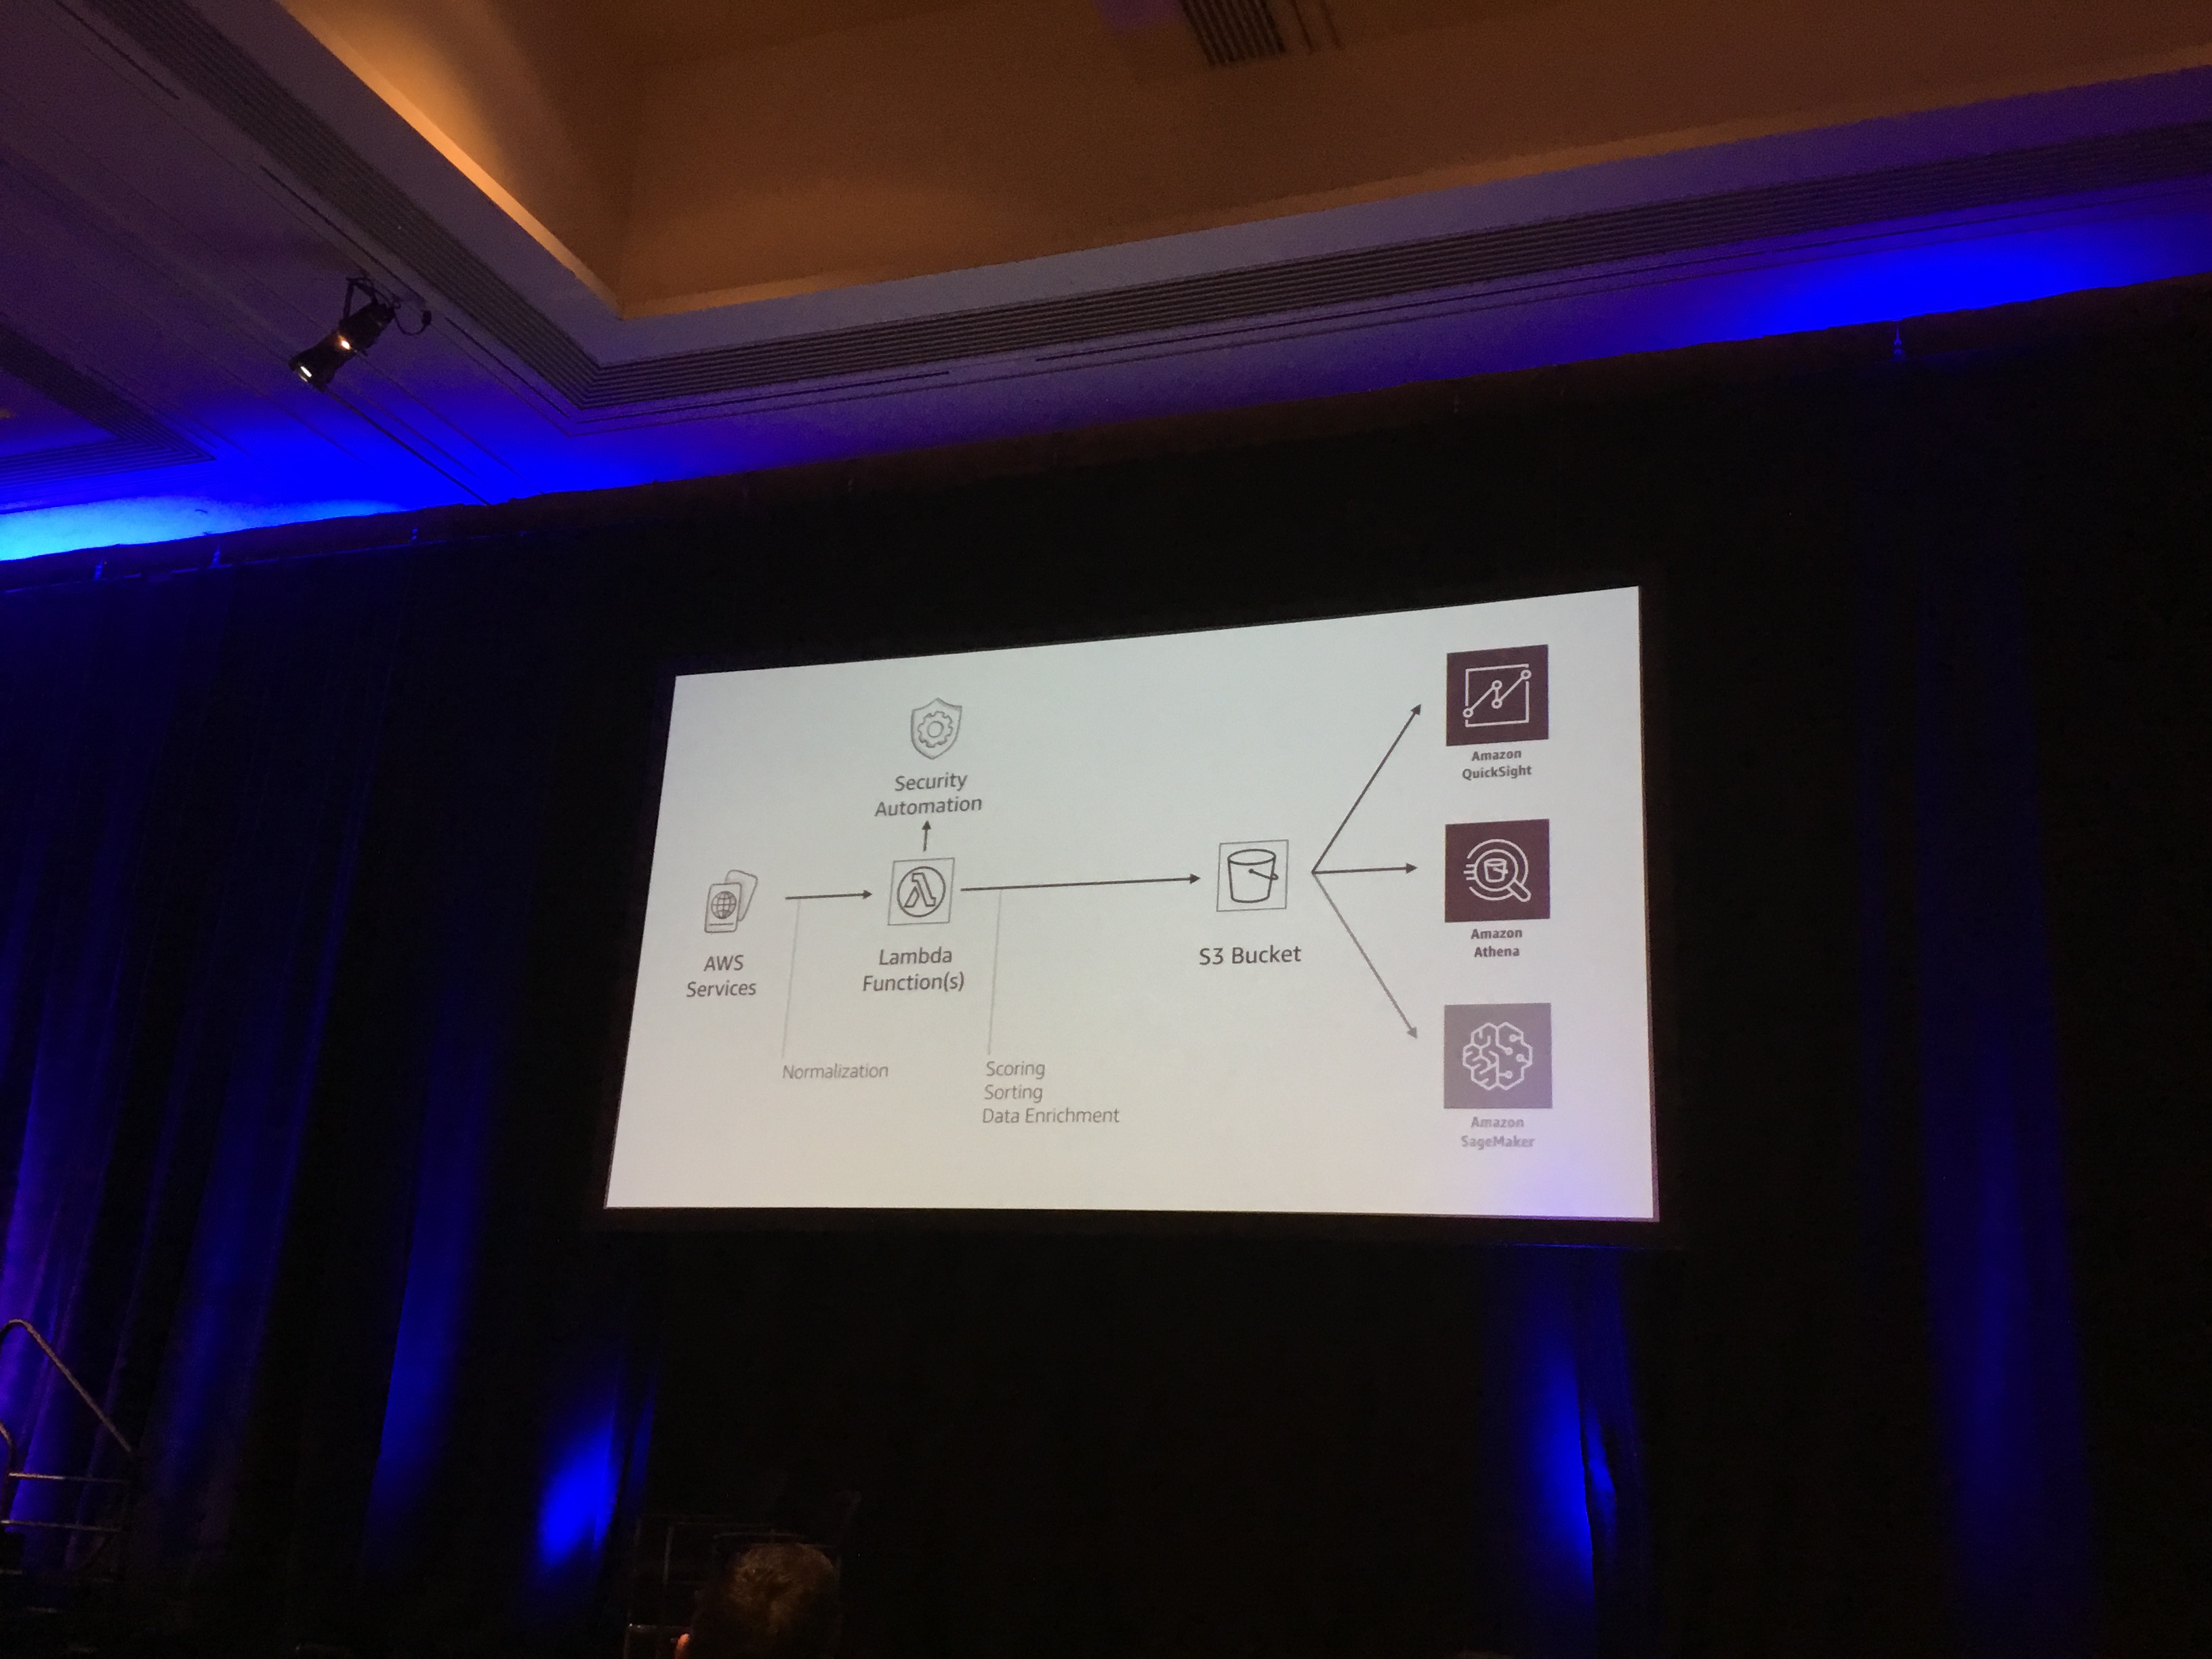 Security
Automation
AWS
Services
Lambda
Function(s)
S3 Bucket
Normalization
Scoring
Sorting
Data Enrichment
Amazon
QuickSight
Amazon
Athena
Amazon
SageMaker